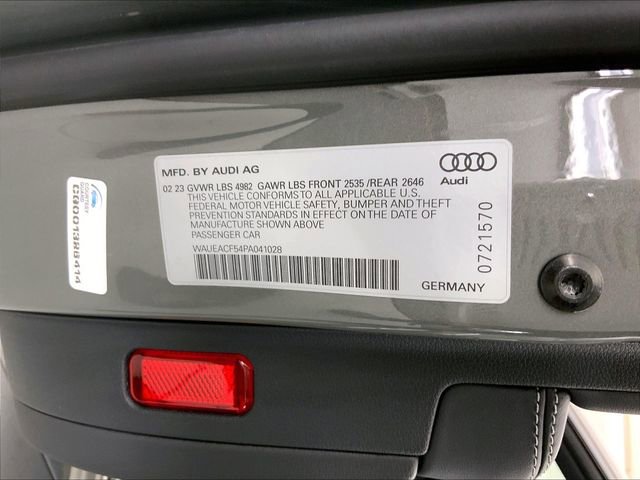 MFD. BY AUDI AG
02 23 GVWR LBS 4982 GAWR LBS FRONT 2535 /REAR 2646
THIS VEHICLE CONFORMS TO ALL APPLICABLE U.S.
FEDERAL MOTOR VEHICLE SAFETY, BUMPER AND THEFT
PREVENTION STANDARDS IN EFFECT ON THE DATE OF
MANUFACTURE SHOWN ABOVE
PASSENGER CAR
WAUEACF54PA041028
GERMANY
Audi
0721570
COURTESY
GUARD